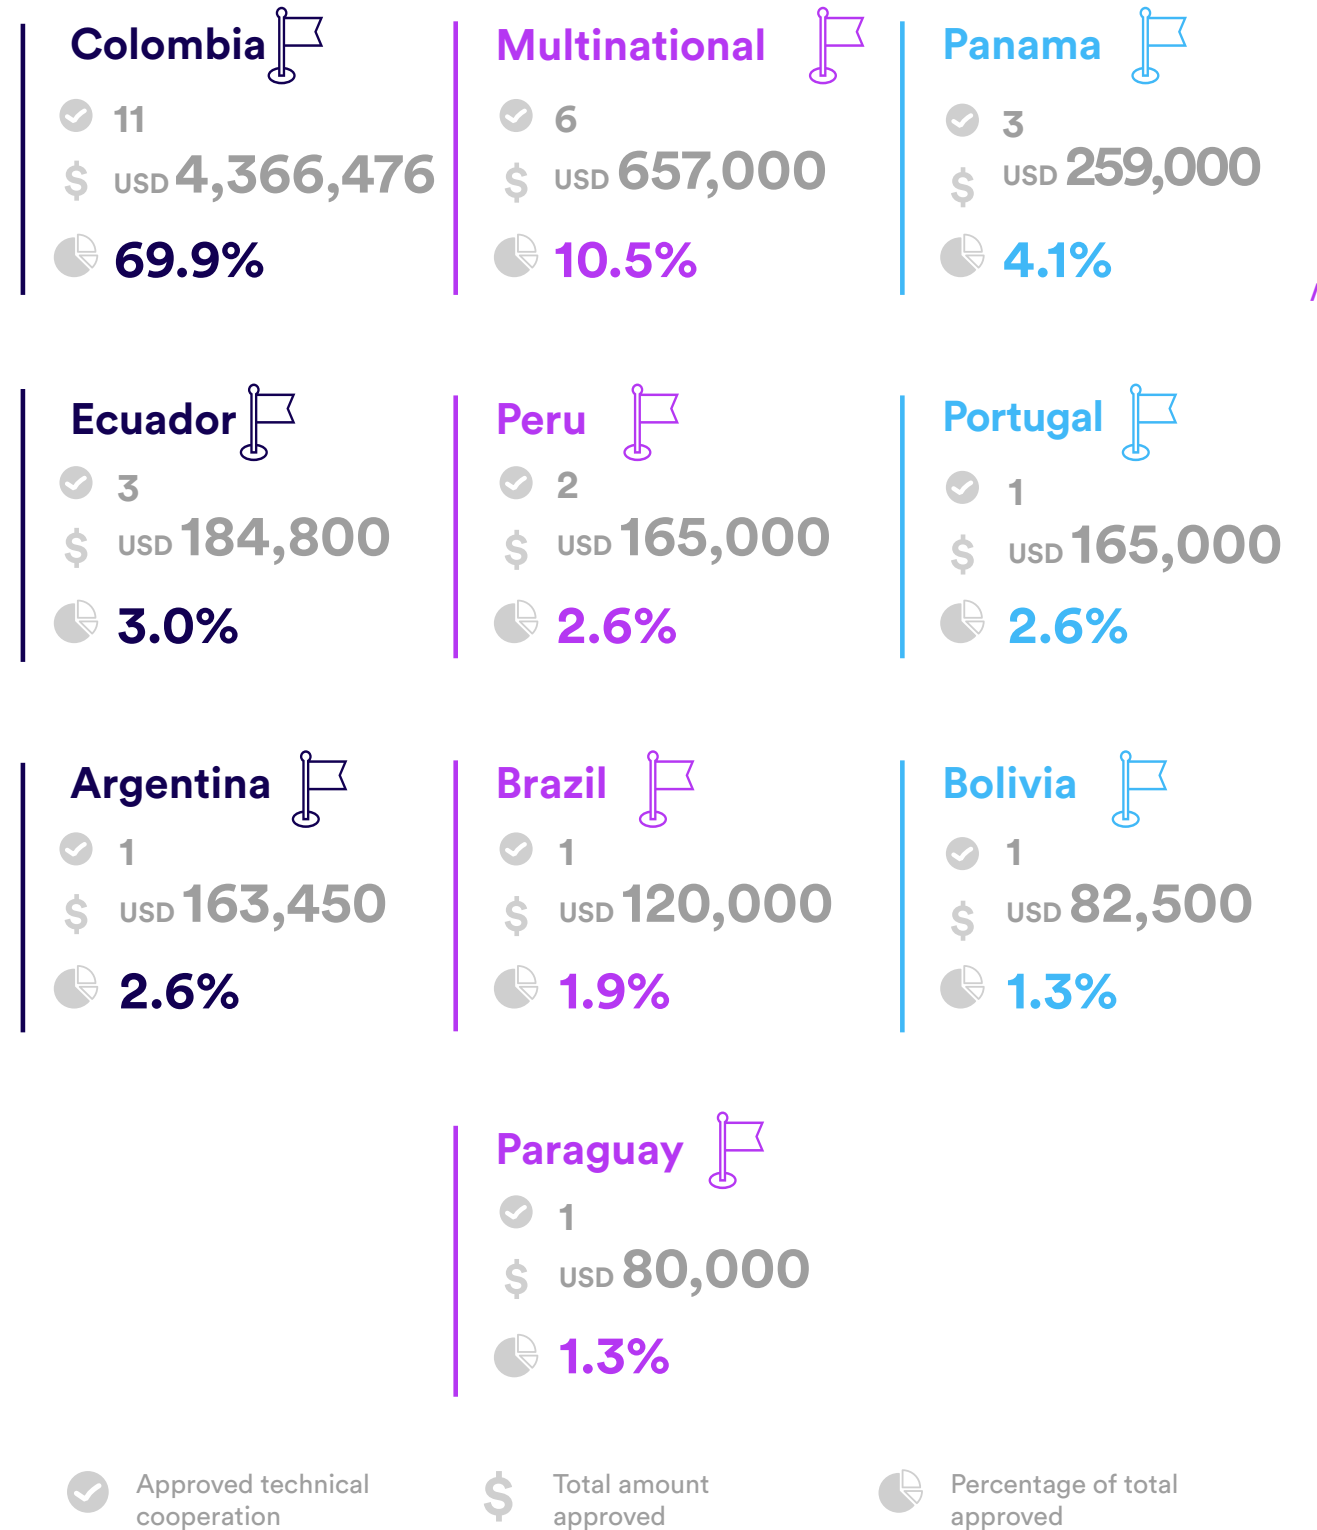 Colombia
11
USD 4,366,476
69.9%
Multinational
6
USD 657,000
10.5%
Panama
3
USD 259,000
4.1%
Ecuador
3
USD 184,800
3.0%
Peru
2
USD 165,000
2.6%
Portugal
1
USD 165,000
2.6%
Argentina
1
USD 163,450
2.6%
Brazil
1
USD 120,000
1.9%
Bolivia
1
USD 82,500
1.3%
Paraguay
1
USD 80,000
1.3%
Approved technical
cooperation
Total amount
approved
Percentage of total
approved